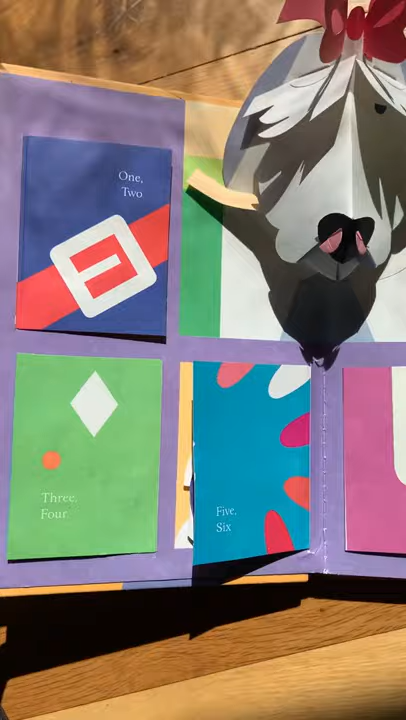 One,
Two
Three.
Four.
Five,
Six